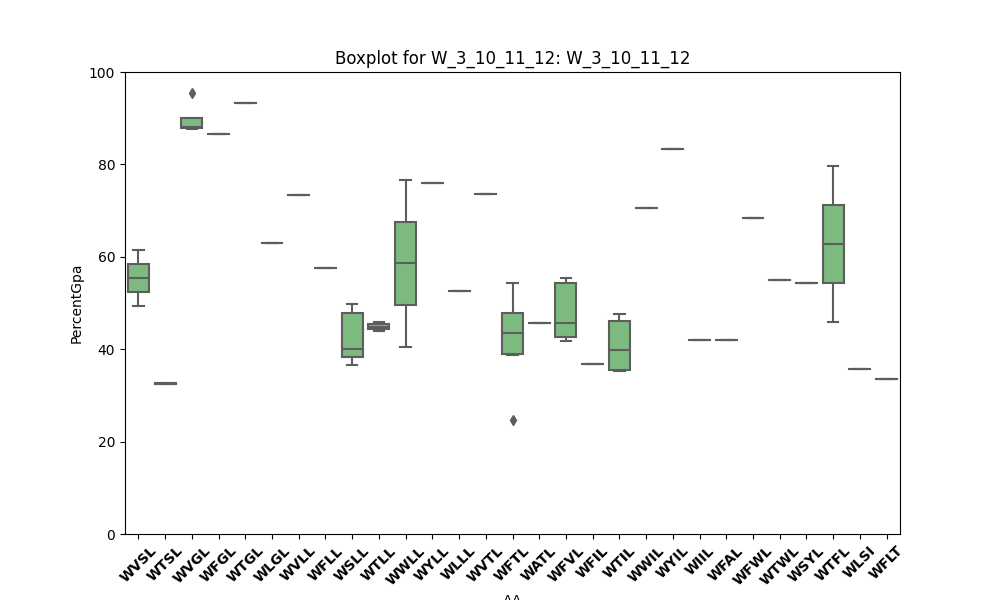 Boxplot for W_3_10_11_12: W_3_10_11_12
PercentGpa
100
80
60
40
20
0
WVSL WTSL WVGL WFGL WTGL WLGL WVLL WFLL WSLL WTLL WWLL WYLL WLLL WVTL WFTL WATL WFVL WFIL WTIL WWIL WYIL WIIL WFAL WFWL WTWL WSYL WTFL WLSI WFLT
AA